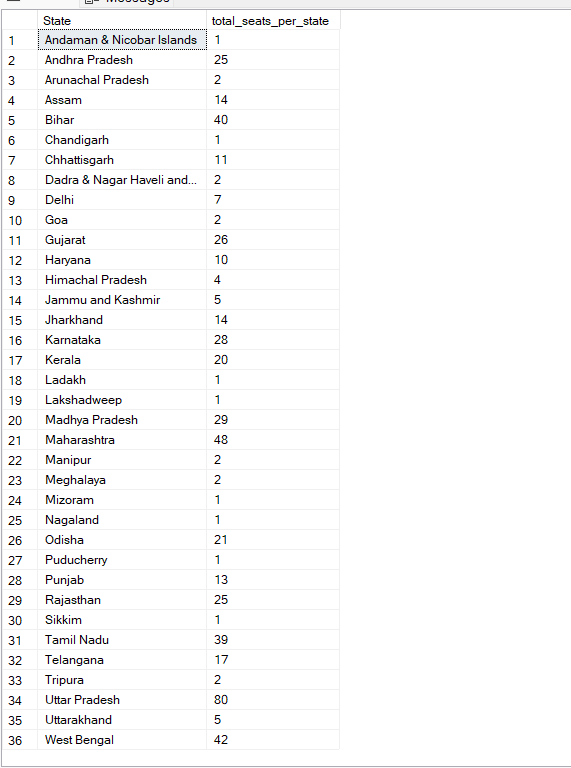 Messages
State total_seats_per_state
1 Andaman & Nicobar Islands 1
2 Andhra Pradesh 25
3 Arunachal Pradesh 2
4 Assam 14
5 Bihar 40
6 Chandigarh 1
7 Chhattisgarh 11
8 Dadra & Nagar Haveli and... 2
9 Delhi 7
10 Goa 2
11 Gujarat 26
12 Haryana 10
13 Himachal Pradesh 4
14 Jammu and Kashmir 5
15 Jharkhand 14
16 Karnataka 28
17 Kerala 20
18 Ladakh 1
19 Lakshadweep 1
20 Madhya Pradesh 29
21 Maharashtra 48
22 Manipur 2
23 Meghalaya 2
24 Mizoram 1
25 Nagaland 1
26 Odisha 21
27 Puducherry 1
28 Punjab 13
29 Rajasthan 25
30 Sikkim 1
31 Tamil Nadu 39
32 Telangana 17
33 Tripura 2
34 Uttar Pradesh 80
35 Uttarakhand 5
36 West Bengal 42